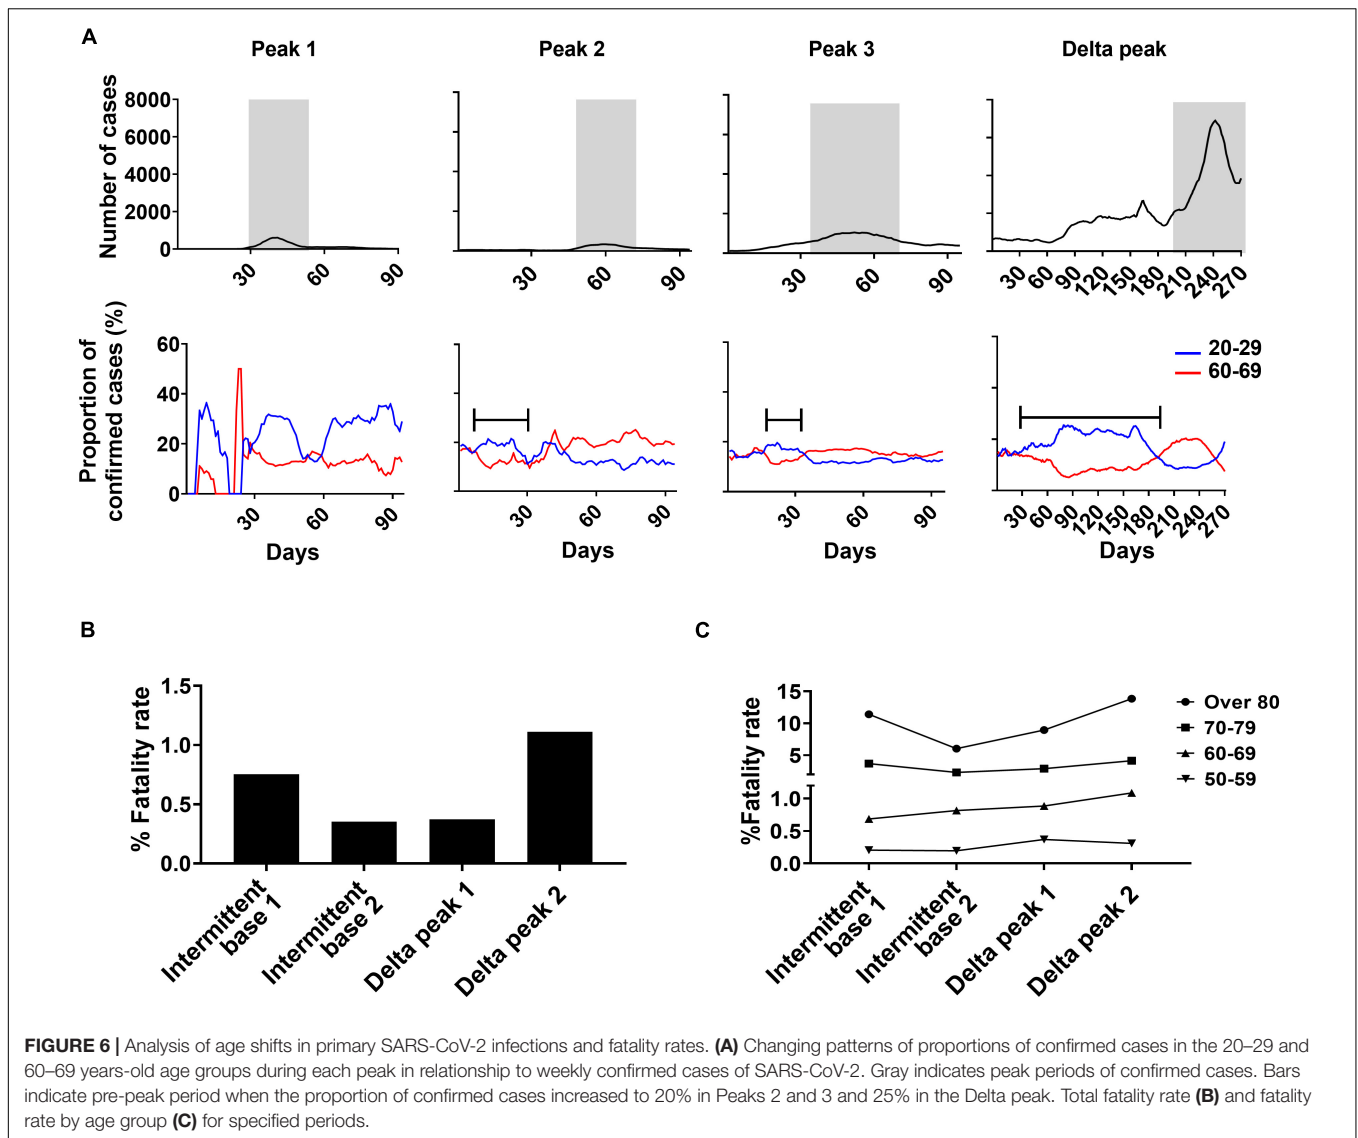 A
Peak 1
Peak 2
Peak 3
Delta peak
Number of cases
8000
6000
4000
2000
0
30
60
90
30
60
90
30
60
90
30
60
90
120
150
180
210
240
270
Proportion of
confirmed cases (%)
60
40
20
0
20-29
60-69
30
60
90
30
60
90
30
60
90
30
60
90
120
150
180
210
240
270
Days
Days
Days
Days
B
% Fatality rate
1.5
1.0
0.5
0.0
Intermittent
base 1
Intermittent
base 2
Delta peak 1
Delta peak 2
C
%Fatality rate
15
10
5
1.0
0.5
0.0
Over 80
70-79
60-69
50-59
Intermittent
base 1
Intermittent
base 2
Delta peak 1
Delta peak 2
FIGURE 6 | Analysis of age shifts in primary SARS-CoV-2 infections and fatality rates. (A) Changing patterns of proportions of confirmed cases in the 20–29 and
60–69 years-old age groups during each peak in relationship to weekly confirmed cases of SARS-CoV-2. Gray indicates peak periods of confirmed cases. Bars
indicate pre-peak period when the proportion of confirmed cases increased to 20% in Peaks 2 and 3 and 25% in the Delta peak. Total fatality rate (B) and fatality
rate by age group (C) for specified periods.